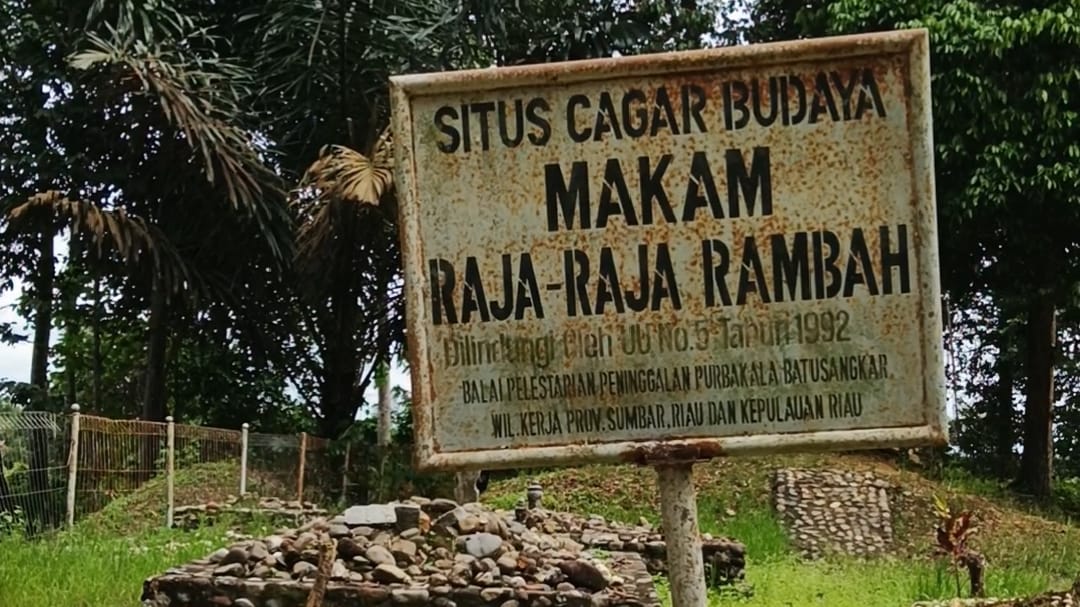 SITUS CAGAR BUDAYA
MAKAM
RAJA-RAJA RAMBAH
Dilindungi oleh UU No.5 Tahun 1992
BALAI PELESTARIAN PENINGGALAN PURBAKALA BATUSANGKAR
WIL.KERJA PROV.SUMBAR,RIAU DAN KEPULAUAN RIAU